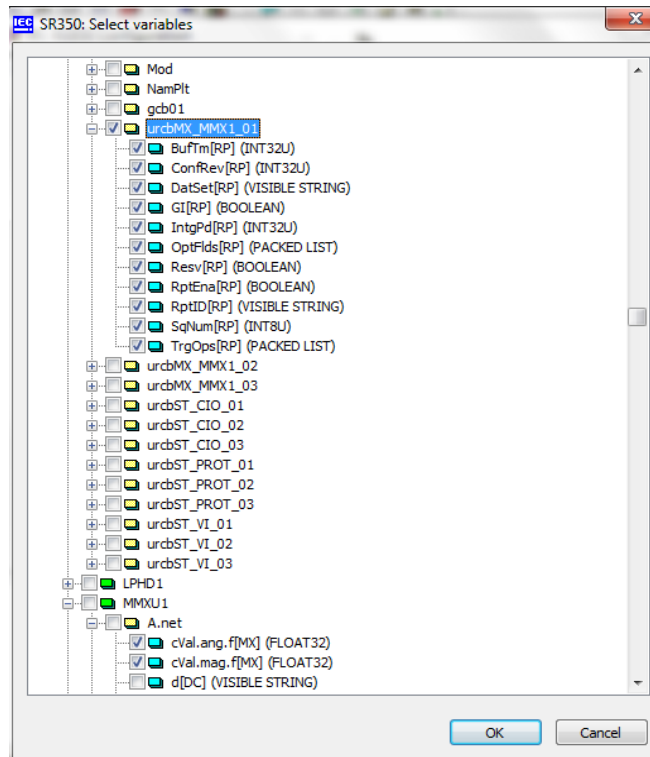 IEC SR350: Select variables
Mod
NamPlt
gcb01
urcbMX_MMX1_01
BufTm[RP] (INT32U)
ConfRev[RP] (INT32U)
DatSet[RP] (VISIBLE STRING)
GI[RP] (BOOLEAN)
IntgPd[RP] (INT32U)
OptFlds[RP] (PACKED LIST)
Resv[RP] (BOOLEAN)
RptEna[RP] (BOOLEAN)
RptID[RP] (VISIBLE STRING)
SqNum[RP] (INT8U)
TrgOps[RP] (PACKED LIST)
urcbMX_MMX1_02
urcbMX_MMX1_03
urcbST_CIO_01
urcbST_CIO_02
urcbST_CIO_03
urcbST_PROT_01
urcbST_PROT_02
urcbST_PROT_03
urcbST_VI_01
urcbST_VI_02
urcbST_VI_03
LPHD1
MMXU1
A.net
cVal.ang.f[MX] (FLOAT32)
cVal.mag.f[MX] (FLOAT32)
d[DC] (VISIBLE STRING)
OK Cancel